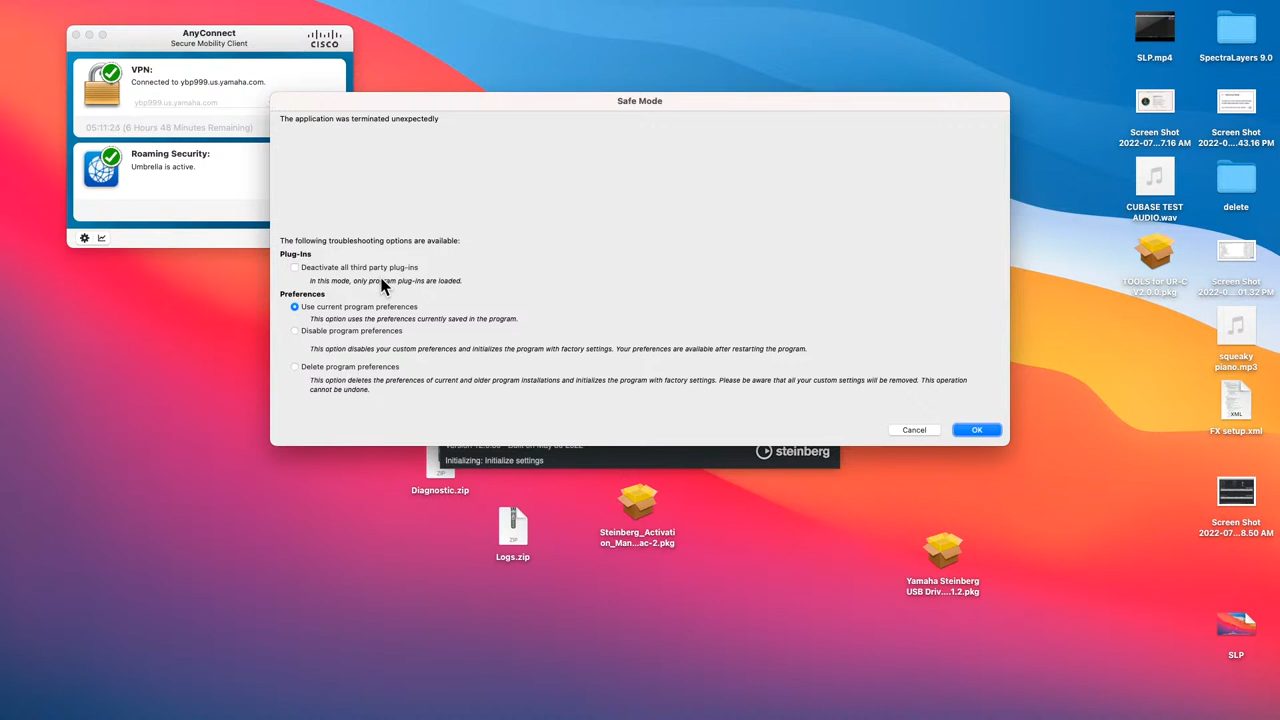 AnyConnect
Secure Mobility Client
CISCO
VPN:
Connected to ybp999.us.yamaha.com.
ybp999.us.yamaha.com
(6 Hours 48 Minutes Remaining)
Roaming Security:
Umbrella is active.
Safe Mode
The application was terminated unexpectedly
The following troubleshooting options are available:
Plug-Ins
Deactivate all third party plug-ins
In this mode, only program plug-ins are loaded.
Preferences
Use current program preferences
This option uses the preferences currently saved in the program.
Disable program preferences
This option disables your custom preferences and initializes the program with factory settings. Your preferences are available after restarting the program.
Delete program preferences
This option deletes the preferences of current and older program installations and initializes the program with factory settings. Please be aware that all your custom settings will be removed. This operation
cannot be undone.
Cancel
OK
steinberg
Initializing: Initialize settings
ZIP
Diagnostic.zip
ZIP
Logs.zip
Steinberg_Activati
on_Man...ac-2.pkg
Yamaha Steinberg
USB Driv....1.2.pkg
SLP.mp4
SpectraLayers 9.0
Screen Shot
2022-07...7.16 AM
Screen Shot
2022-0....43.16 PM
CUBASE TEST
AUDIO.wav
delete
TOOLS for UR-C
V2.0.0.pkg
Screen Shot
2022-0....01.32 PM
squeaky
piano.mp3
XML
FX setup.xml
Screen Shot
2022-07...8.50 AM
SLP